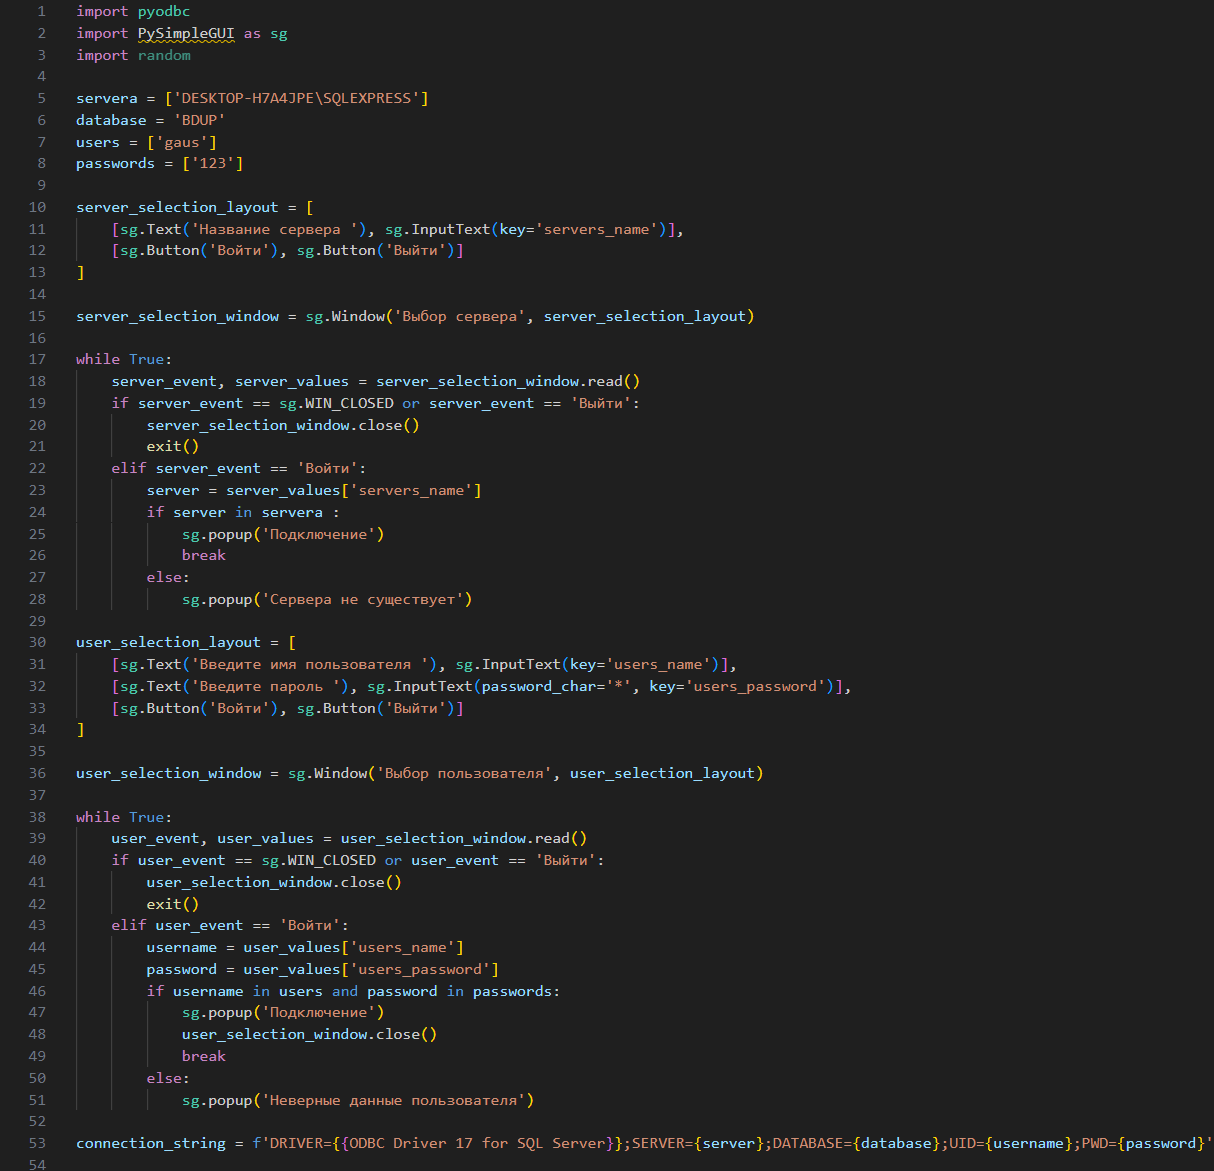 1 import pyodbc
2 import PySimpleGUI as sg
3 import random
4
5 servera = ['DESKTOP-H7A4JPE\SQLEXPRESS']
6 database = 'BDUP'
7 users = ['gaus']
8 passwords = ['123']
9
10 server_selection_layout = [
11     [sg.Text('Название сервера '), sg.InputText(key='servers_name')],
12     [sg.Button('Войти'), sg.Button('Выйти')]
13 ]
14
15 server_selection_window = sg.Window('Выбор сервера', server_selection_layout)
16
17 while True:
18     server_event, server_values = server_selection_window.read()
19     if server_event == sg.WIN_CLOSED or server_event == 'Выйти':
20         server_selection_window.close()
21         exit()
22     elif server_event == 'Войти':
23         server = server_values['servers_name']
24         if server in servera :
25             sg.popup('Подключение')
26             break
27         else:
28             sg.popup('Сервера не существует')
29
30 user_selection_layout = [
31     [sg.Text('Введите имя пользователя '), sg.InputText(key='users_name')],
32     [sg.Text('Введите пароль '), sg.InputText(password_char='*', key='users_password')],
33     [sg.Button('Войти'), sg.Button('Выйти')]
34 ]
35
36 user_selection_window = sg.Window('Выбор пользователя', user_selection_layout)
37
38 while True:
39     user_event, user_values = user_selection_window.read()
40     if user_event == sg.WIN_CLOSED or user_event == 'Выйти':
41         user_selection_window.close()
42         exit()
43     elif user_event == 'Войти':
44         username = user_values['users_name']
45         password = user_values['users_password']
46         if username in users and password in passwords:
47             sg.popup('Подключение')
48             user_selection_window.close()
49             break
50         else:
51             sg.popup('Неверные данные пользователя')
52
53 connection_string = f'DRIVER={{ODBC Driver 17 for SQL Server}};SERVER={server};DATABASE={database};UID={username};PWD={password}'
54